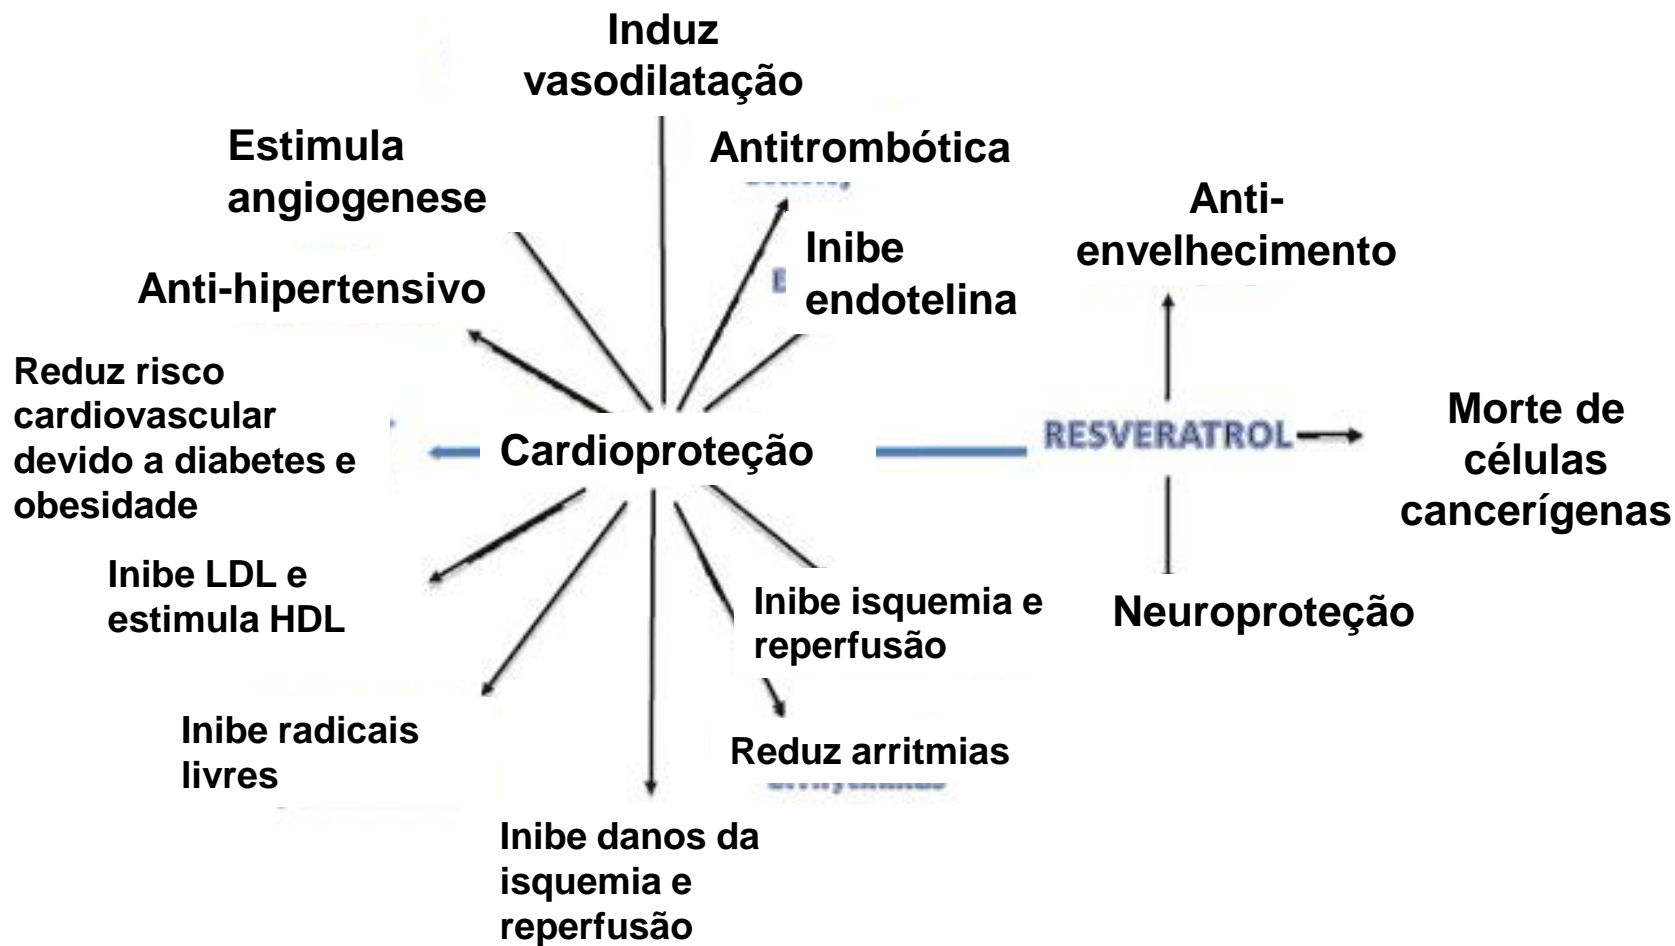 Induz
vasodilatação
Estimula
angiogenese
Antitrombótica
Anti-
envelhecimento
Inibe
endotelina
Anti-hipertensivo
Reduz risco
cardiovascular
devido a diabetes e
obesidade
Cardioproteção
RESVERATROL
Morte de
células
cancerígenas
Inibe LDL e
estimula HDL
Inibe isquemia e
reperfusão
Neuroproteção
Inibe radicais
livres
Reduz arritmias
Inibe danos da
isquemia e
reperfusão